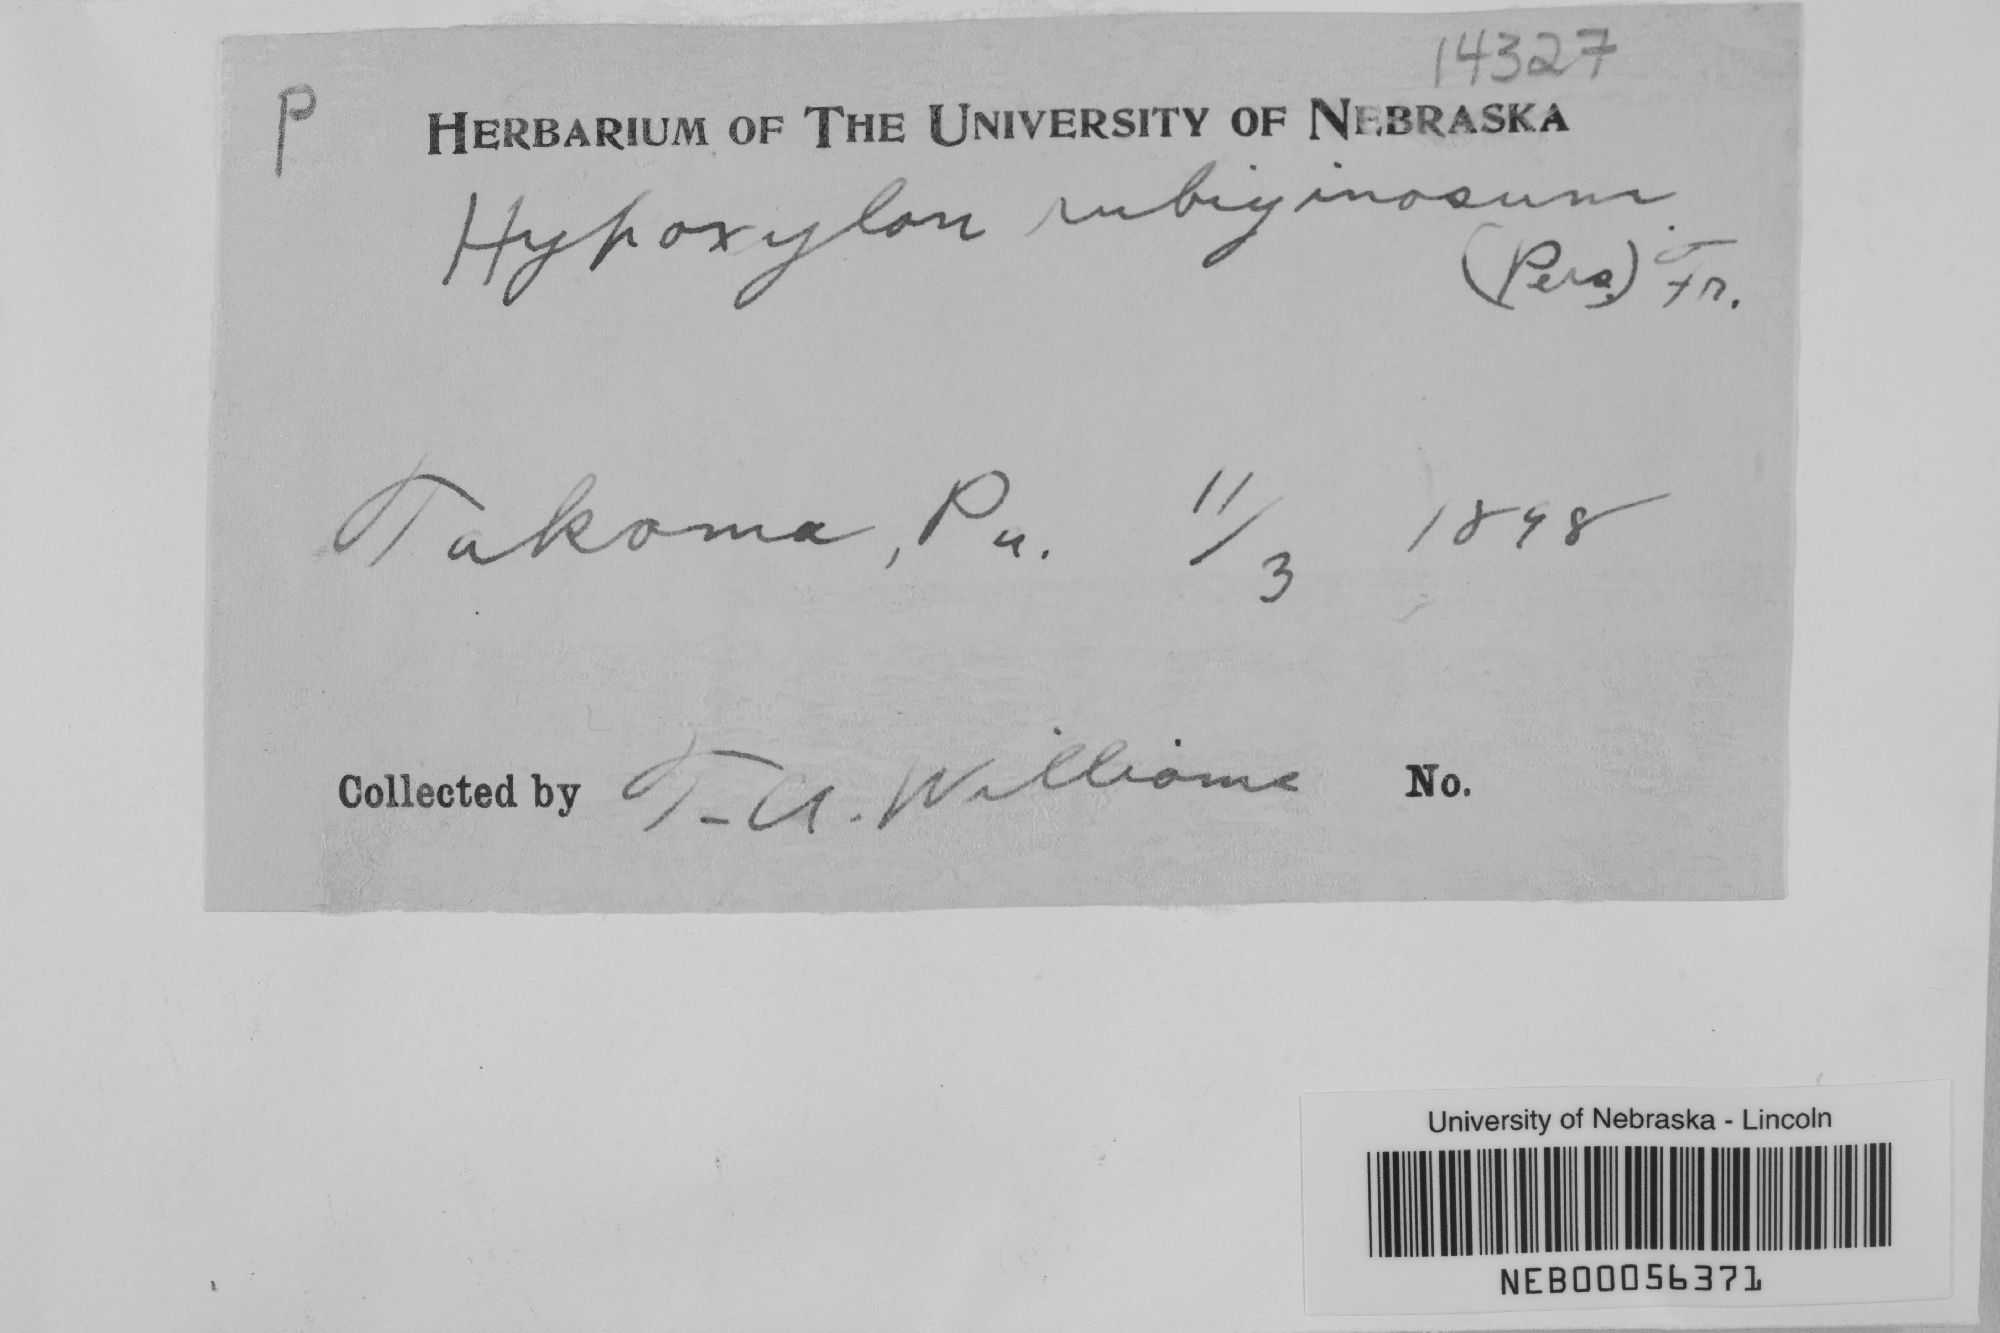 14327
P
HERBARIUM OF THE UNIVERSITY OF NEBRASKA
Hypoxylon rubiginosum
(Pers.) Fr.
Takoma, Pa. 11/3 1898
Collected by T. A. Williams No.
University of Nebraska - Lincoln
NEB00056371